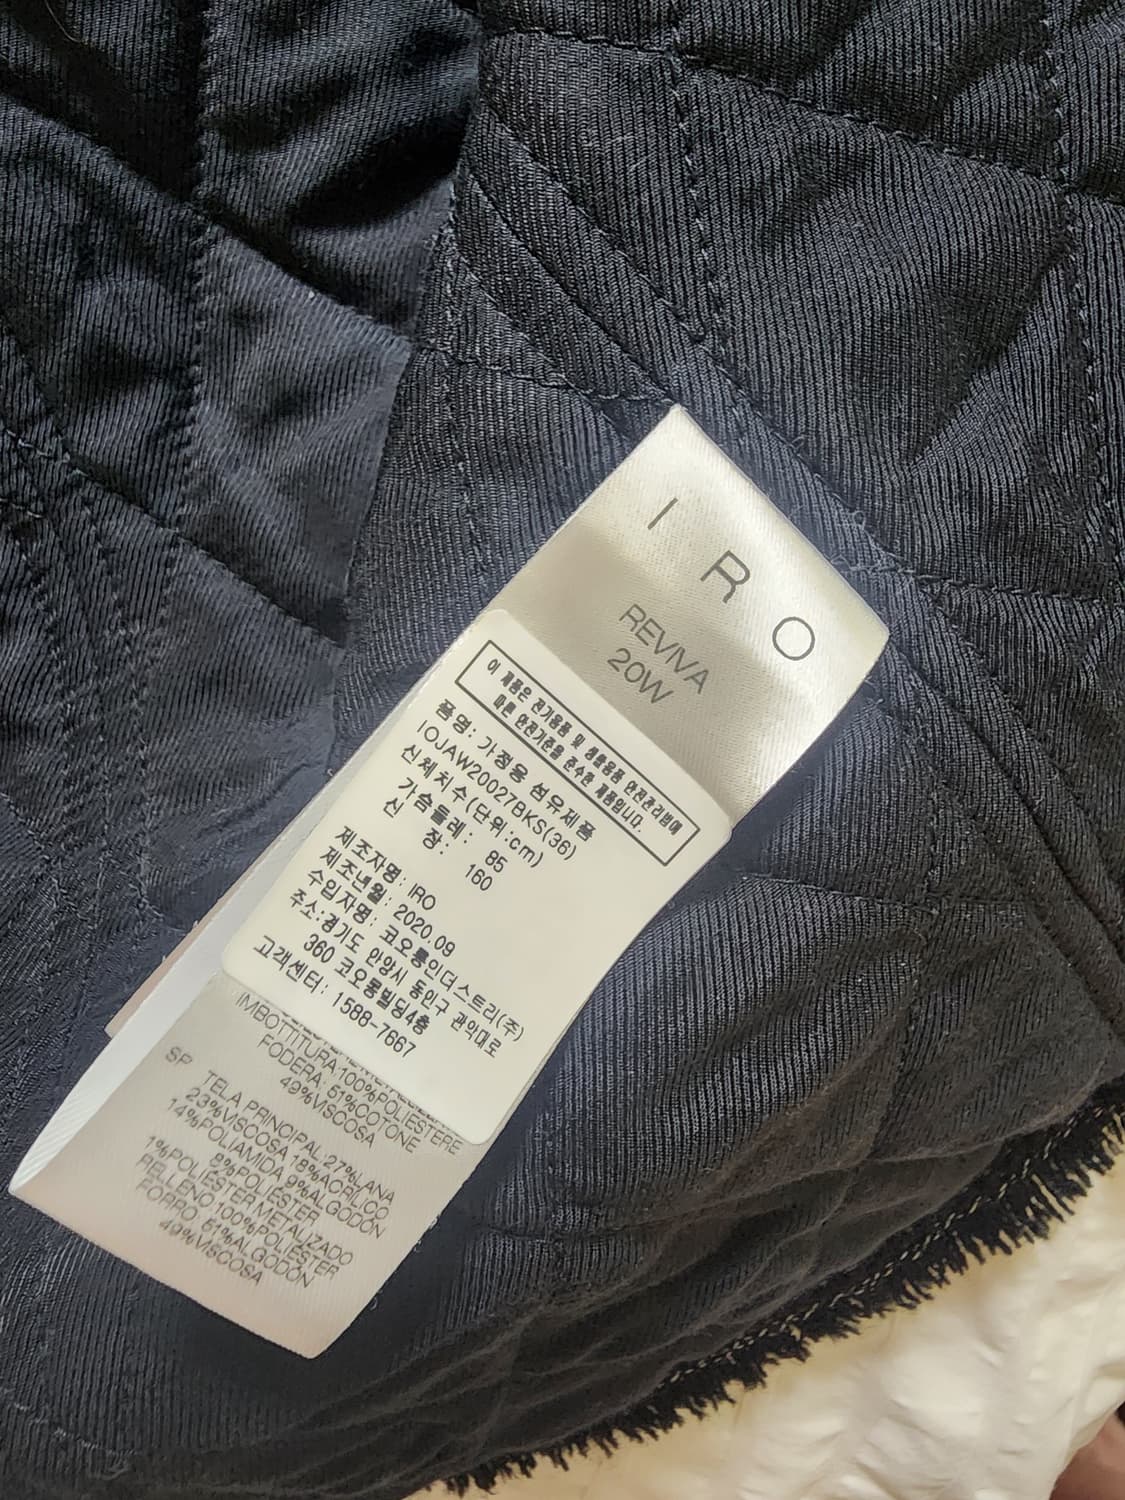 I R O
REVIVA
20W
이 제품은 전기용품 및 생활용품 안전관리법에
따른 안전기준을 준수한 제품입니다.
품명: 가정용 섬유제품
IOJAW20027BKS(36)
신체치수(단위:cm)
가슴둘레: 85
신 장: 160
제조자명: IRO
제조년월: 2020.09
수입자명: 코오롱인더스트리(주)
주소:경기도 안양시 동안구 관악대로
360 코오롱빌딩4층
고객센터: 1588-7667
IMBOTTITURA:100%POLIESTERE
FODERA: 51%COTONE
49%VISCOSA
SP
TELA PRINCIPAL:27%LANA
23%VISCOSA 18%ACRÍLICO
14%POLIAMIDA 9%ALGODÓN
8%POLIÉSTER
1%POLIÉSTER METALIZADO
RELLENO 100%POLIÉSTER
FORRO 51%ALGODÓN
49%VISCOSA